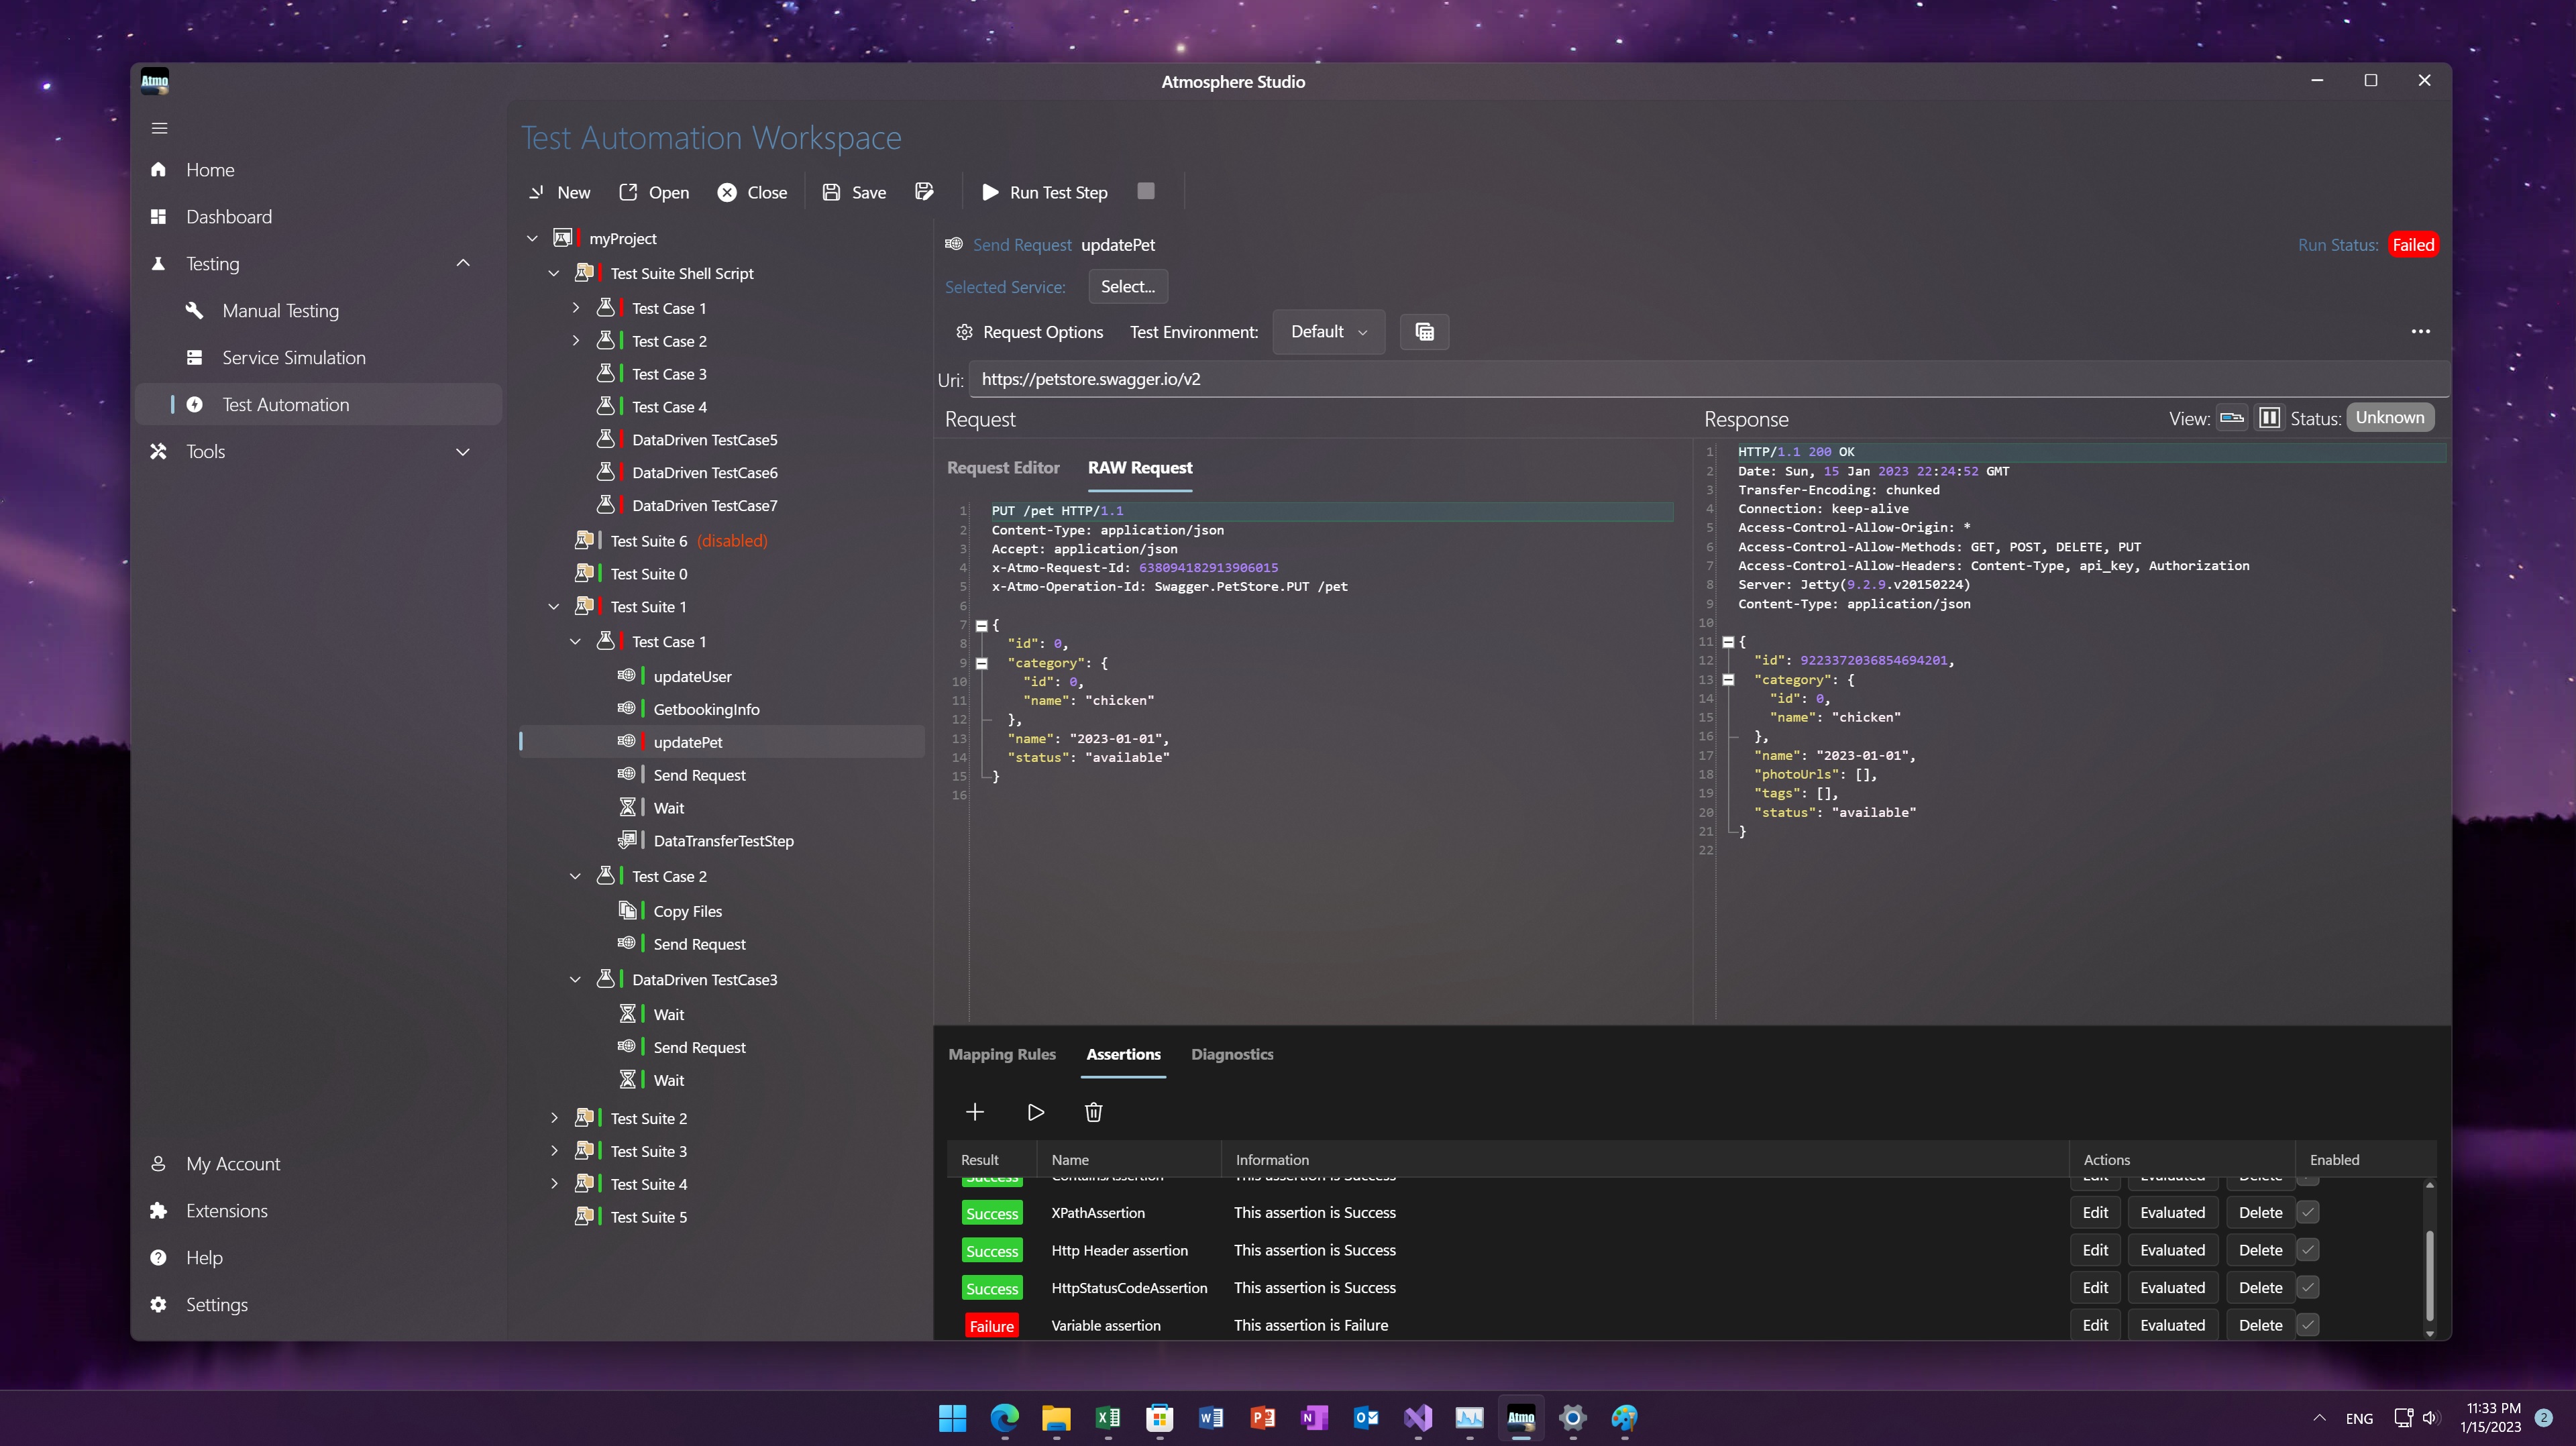 Atmo
Atmosphere Studio
Home
Dashboard
Testing
Manual Testing
Service Simulation
Test Automation
Tools
My Account
Extensions
Help
Settings
Test Automation Workspace
New Open Close Save Run Test Step
myProject
Test Suite Shell Script
Test Case 1
Test Case 2
Test Case 3
Test Case 4
DataDriven TestCase5
DataDriven TestCase6
DataDriven TestCase7
Test Suite 6 (disabled)
Test Suite 0
Test Suite 1
Test Case 1
updateUser
GetbookingInfo
updatePet
Send Request
Wait
DataTransferTestStep
Test Case 2
Copy Files
Send Request
DataDriven TestCase3
Wait
Send Request
Wait
Test Suite 2
Test Suite 3
Test Suite 4
Test Suite 5
Send Request updatePet
Run Status: Failed
Selected Service: Select...
Request Options Test Environment: Default
Uri: https://petstore.swagger.io/v2
Request
Request Editor RAW Request
1 PUT /pet HTTP/1.1
2 Content-Type: application/json
3 Accept: application/json
4 x-Atmo-Request-Id: 638094182913906015
5 x-Atmo-Operation-Id: Swagger.PetStore.PUT /pet
6
7 {
8 "id": 0,
9 "category": {
10 "id": 0,
11 "name": "chicken"
12 },
13 "name": "2023-01-01",
14 "status": "available"
15 }
16
Response View: Status: Unknown
1 HTTP/1.1 200 OK
2 Date: Sun, 15 Jan 2023 22:24:52 GMT
3 Transfer-Encoding: chunked
4 Connection: keep-alive
5 Access-Control-Allow-Origin: *
6 Access-Control-Allow-Methods: GET, POST, DELETE, PUT
7 Access-Control-Allow-Headers: Content-Type, api_key, Authorization
8 Server: Jetty(9.2.9.v20150224)
9 Content-Type: application/json
10
11 {
12 "id": 9223372036854694201,
13 "category": {
14 "id": 0,
15 "name": "chicken"
16 },
17 "name": "2023-01-01",
18 "photoUrls": [],
19 "tags": [],
20 "status": "available"
21 }
22
Mapping Rules Assertions Diagnostics
Result Name Information Actions Enabled
Success ContainsAssertion This assertion is Success Edit Evaluated Delete
Success XPathAssertion This assertion is Success Edit Evaluated Delete
Success Http Header assertion This assertion is Success Edit Evaluated Delete
Success HttpStatusCodeAssertion This assertion is Success Edit Evaluated Delete
Failure Variable assertion This assertion is Failure Edit Evaluated Delete
Atmo
ENG
11:33 PM
1/15/2023
2